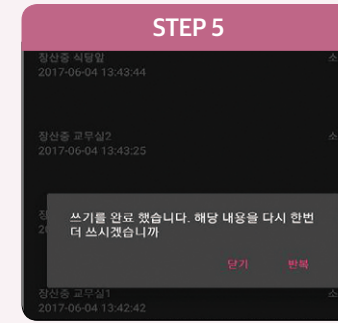 STEP 5
장산중 식당앞
2017-06-04 13:43:44
소
장산중 교무실2
소
2017-06-04 13:43:25
쓰기를 완료 했습니다. 해당 내용을 다시 한번
더 쓰시겠습니까
닫기 반복
장산중 교무실1
소
2017-06-04 13:42:42